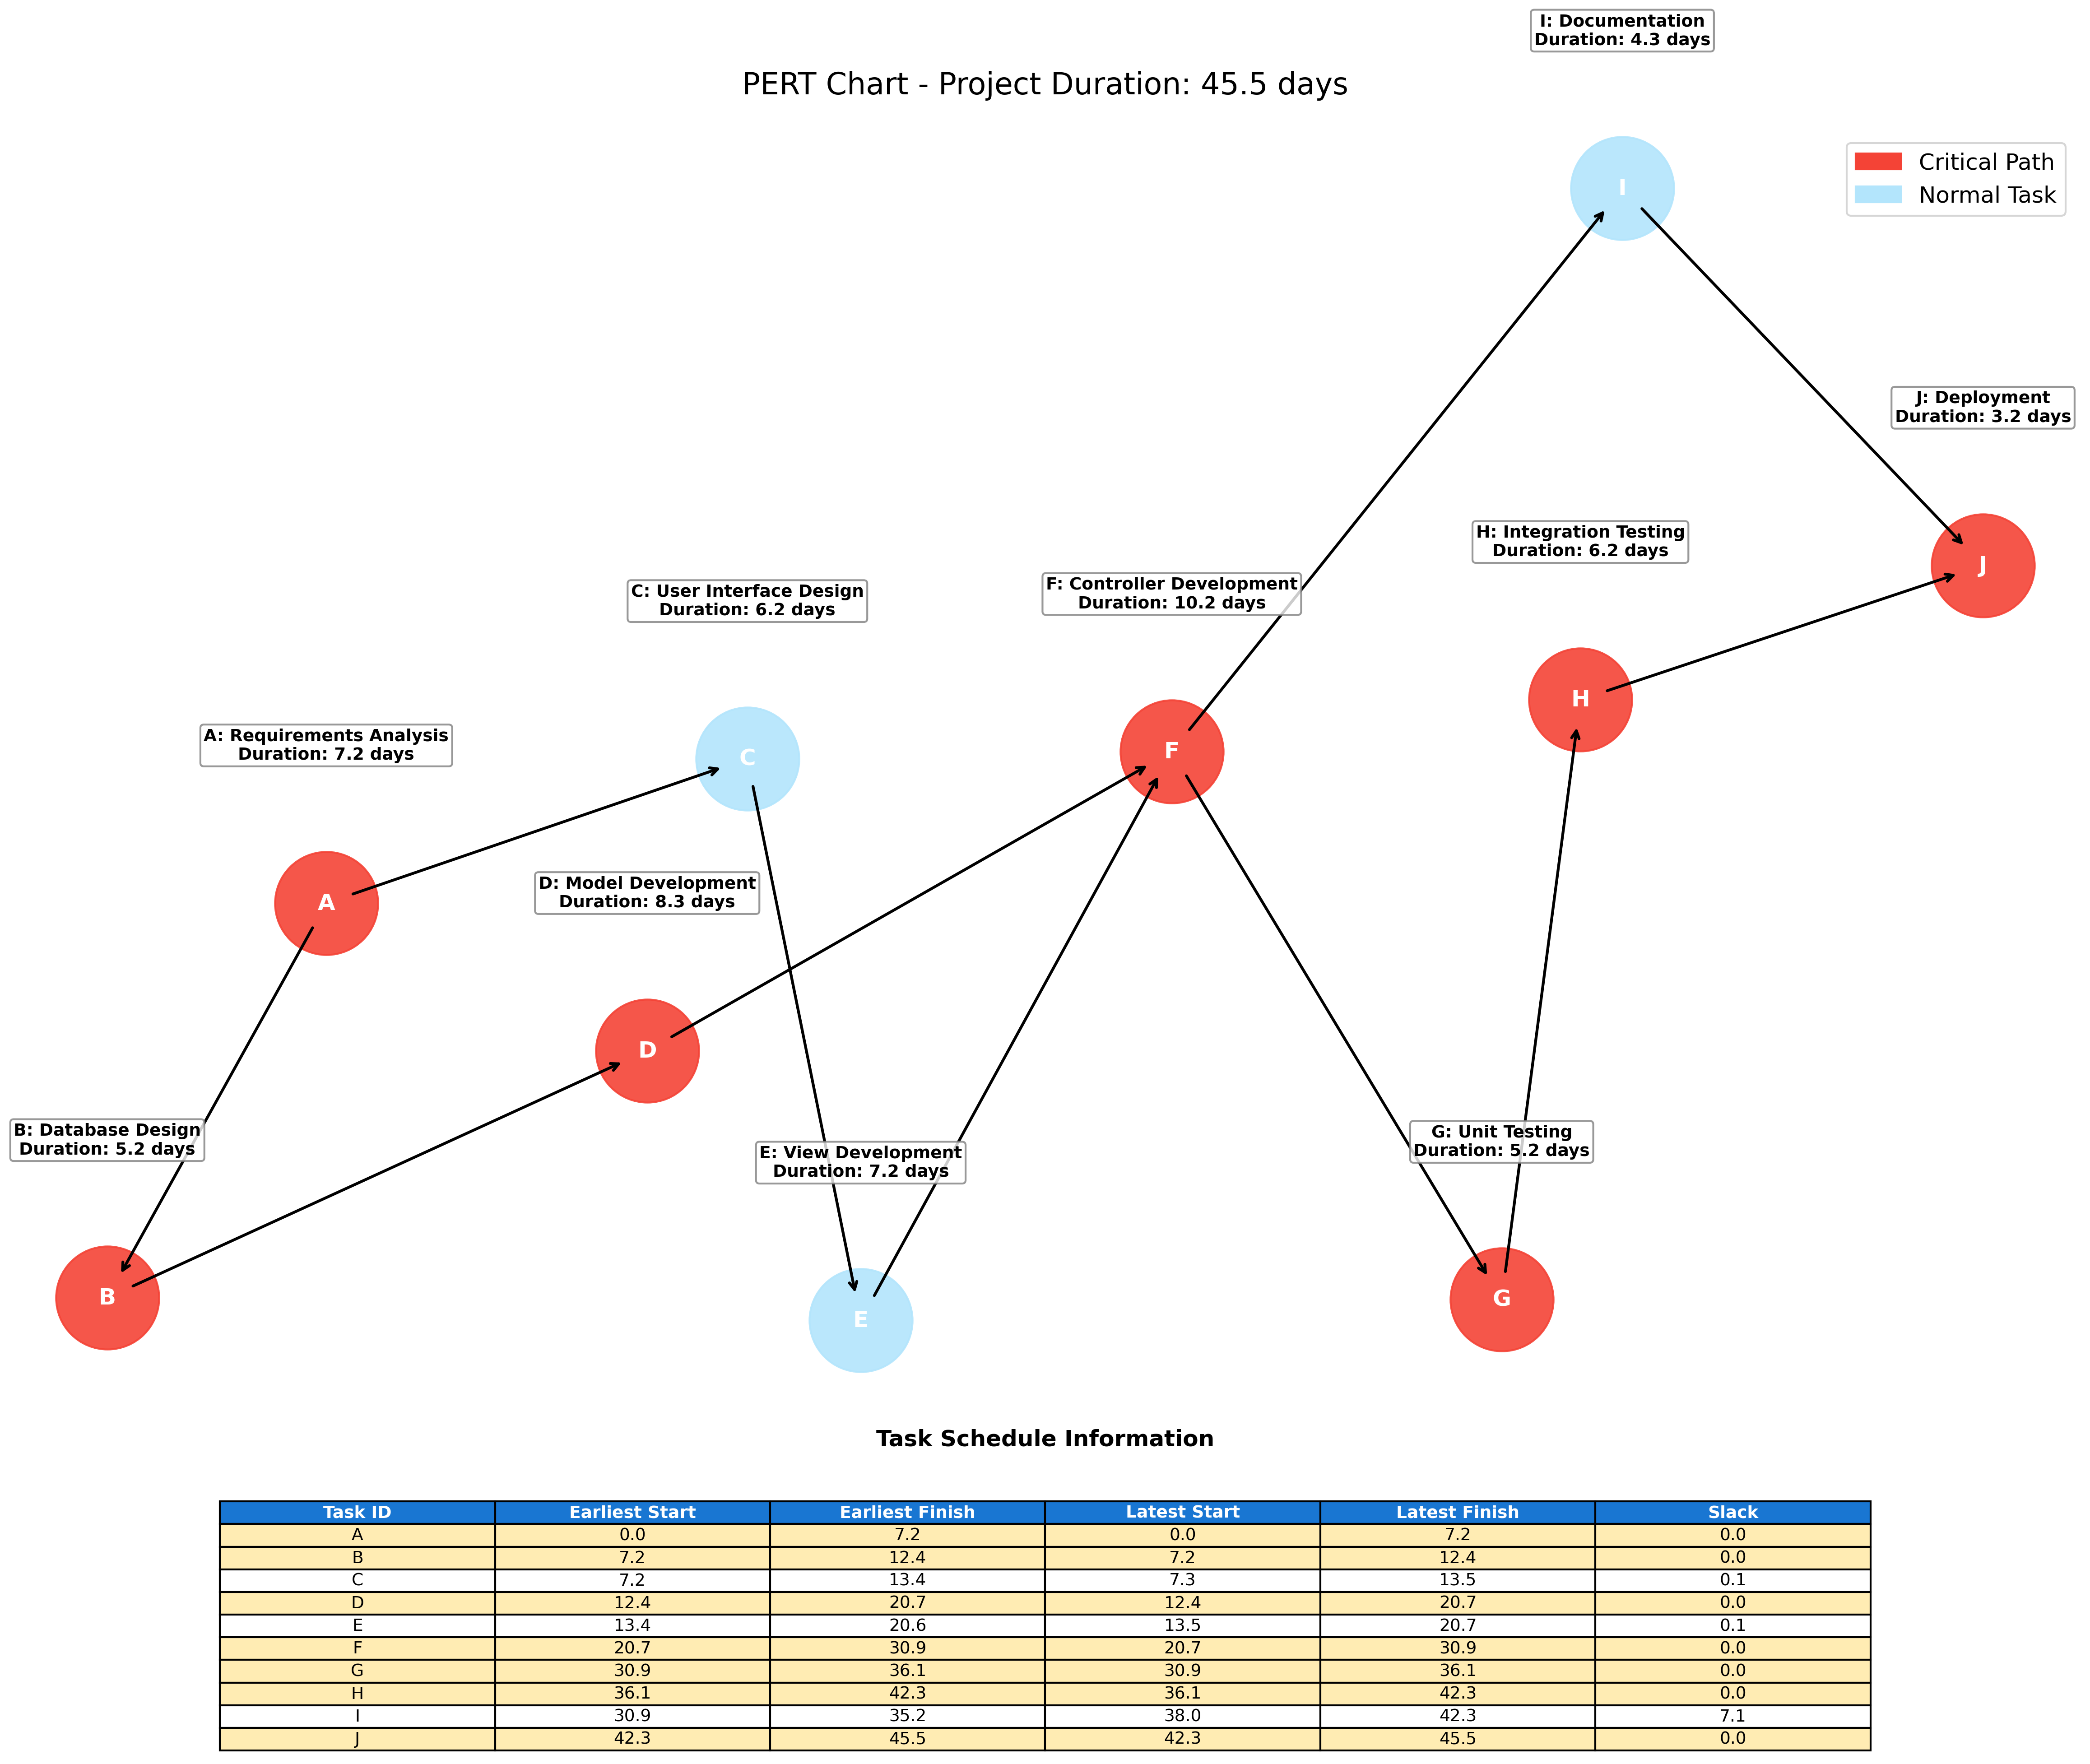 I: Documentation
Duration: 4.3 days
PERT Chart - Project Duration: 45.5 days
Critical Path
Normal Task
I
J: Deployment
Duration: 3.2 days
H: Integration Testing
Duration: 6.2 days
J
C: User Interface Design
Duration: 6.2 days
F: Controller Development
Duration: 10.2 days
H
A: Requirements Analysis
Duration: 7.2 days
C
F
D: Model Development
Duration: 8.3 days
A
D
B: Database Design
Duration: 5.2 days
E: View Development
Duration: 7.2 days
G: Unit Testing
Duration: 5.2 days
B
E
G
Task Schedule Information
Task ID Earliest Start Earliest Finish Latest Start Latest Finish Slack
A 0.0 7.2 0.0 7.2 0.0
B 7.2 12.4 7.2 12.4 0.0
C 7.2 13.4 7.3 13.5 0.1
D 12.4 20.7 12.4 20.7 0.0
E 13.4 20.6 13.5 20.7 0.1
F 20.7 30.9 20.7 30.9 0.0
G 30.9 36.1 30.9 36.1 0.0
H 36.1 42.3 36.1 42.3 0.0
I 30.9 35.2 38.0 42.3 7.1
J 42.3 45.5 42.3 45.5 0.0